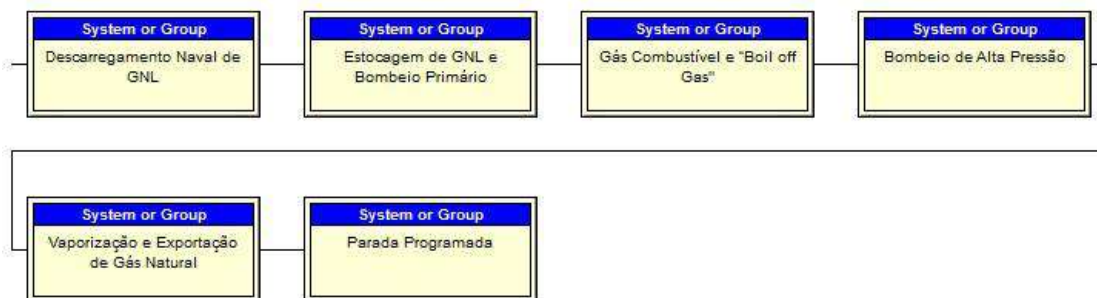 System or Group
Descarregamento Naval de
GNL
System or Group
Estocagem de GNL e
Bombeio Primário
System or Group
Gás Combustível e "Boil off
Gas"
System or Group
Bombeio de Alta Pressão
System or Group
Vaporização e Exportação
de Gás Natural
System or Group
Parada Programada